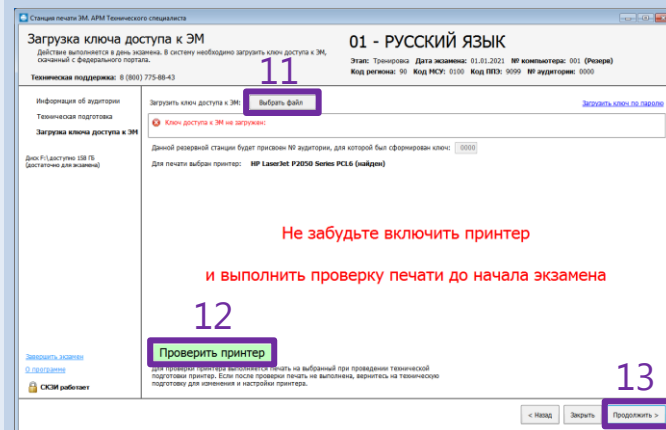 Станция печати ЭМ. АРМ Технического специалиста
Загрузка ключа доступа к ЭМ
Действие выполняется в день экзамена. В систему необходимо загрузить ключ доступа к ЭМ,
скачанный с федерального портала.
Техническая поддержка: 8 (800) 775-88-43
01 - РУССКИЙ ЯЗЫК
Этап: Тренировка Дата экзамена: 01.01.2021 № компьютера: 001 (Резерв)
Код региона: 90 Код МСУ: 0100 Код ППЭ: 9099 № аудитории: 0000
11
Информация об аудитории
Техническая подготовка
Загрузка ключа доступа к ЭМ
Диск F:\,доступно 158 ГБ
(достаточно для экзамена)
Загрузить ключ доступа к ЭМ: Выбрать файл
Загрузить ключ по паролю
Ключ доступа к ЭМ не загружен:
Данной резервной станции будет присвоен № аудитории, для которой был сформирован ключ: 0000
Для печати выбран принтер: HP LaserJet P2050 Series PCL6 (найден)
Не забудьте включить принтер
и выполнить проверку печати до начала экзамена
12
Проверить принтер
Для проверки принтера выполняется печать на выбранный при проведении технической
подготовки принтер. Если после проверки печать не выполнена, вернитесь на техническую
подготовку для изменения и настройки принтера.
Завершить экзамен
О программе
СКЗИ работает
13
< Назад
Закрыть
Продолжить >